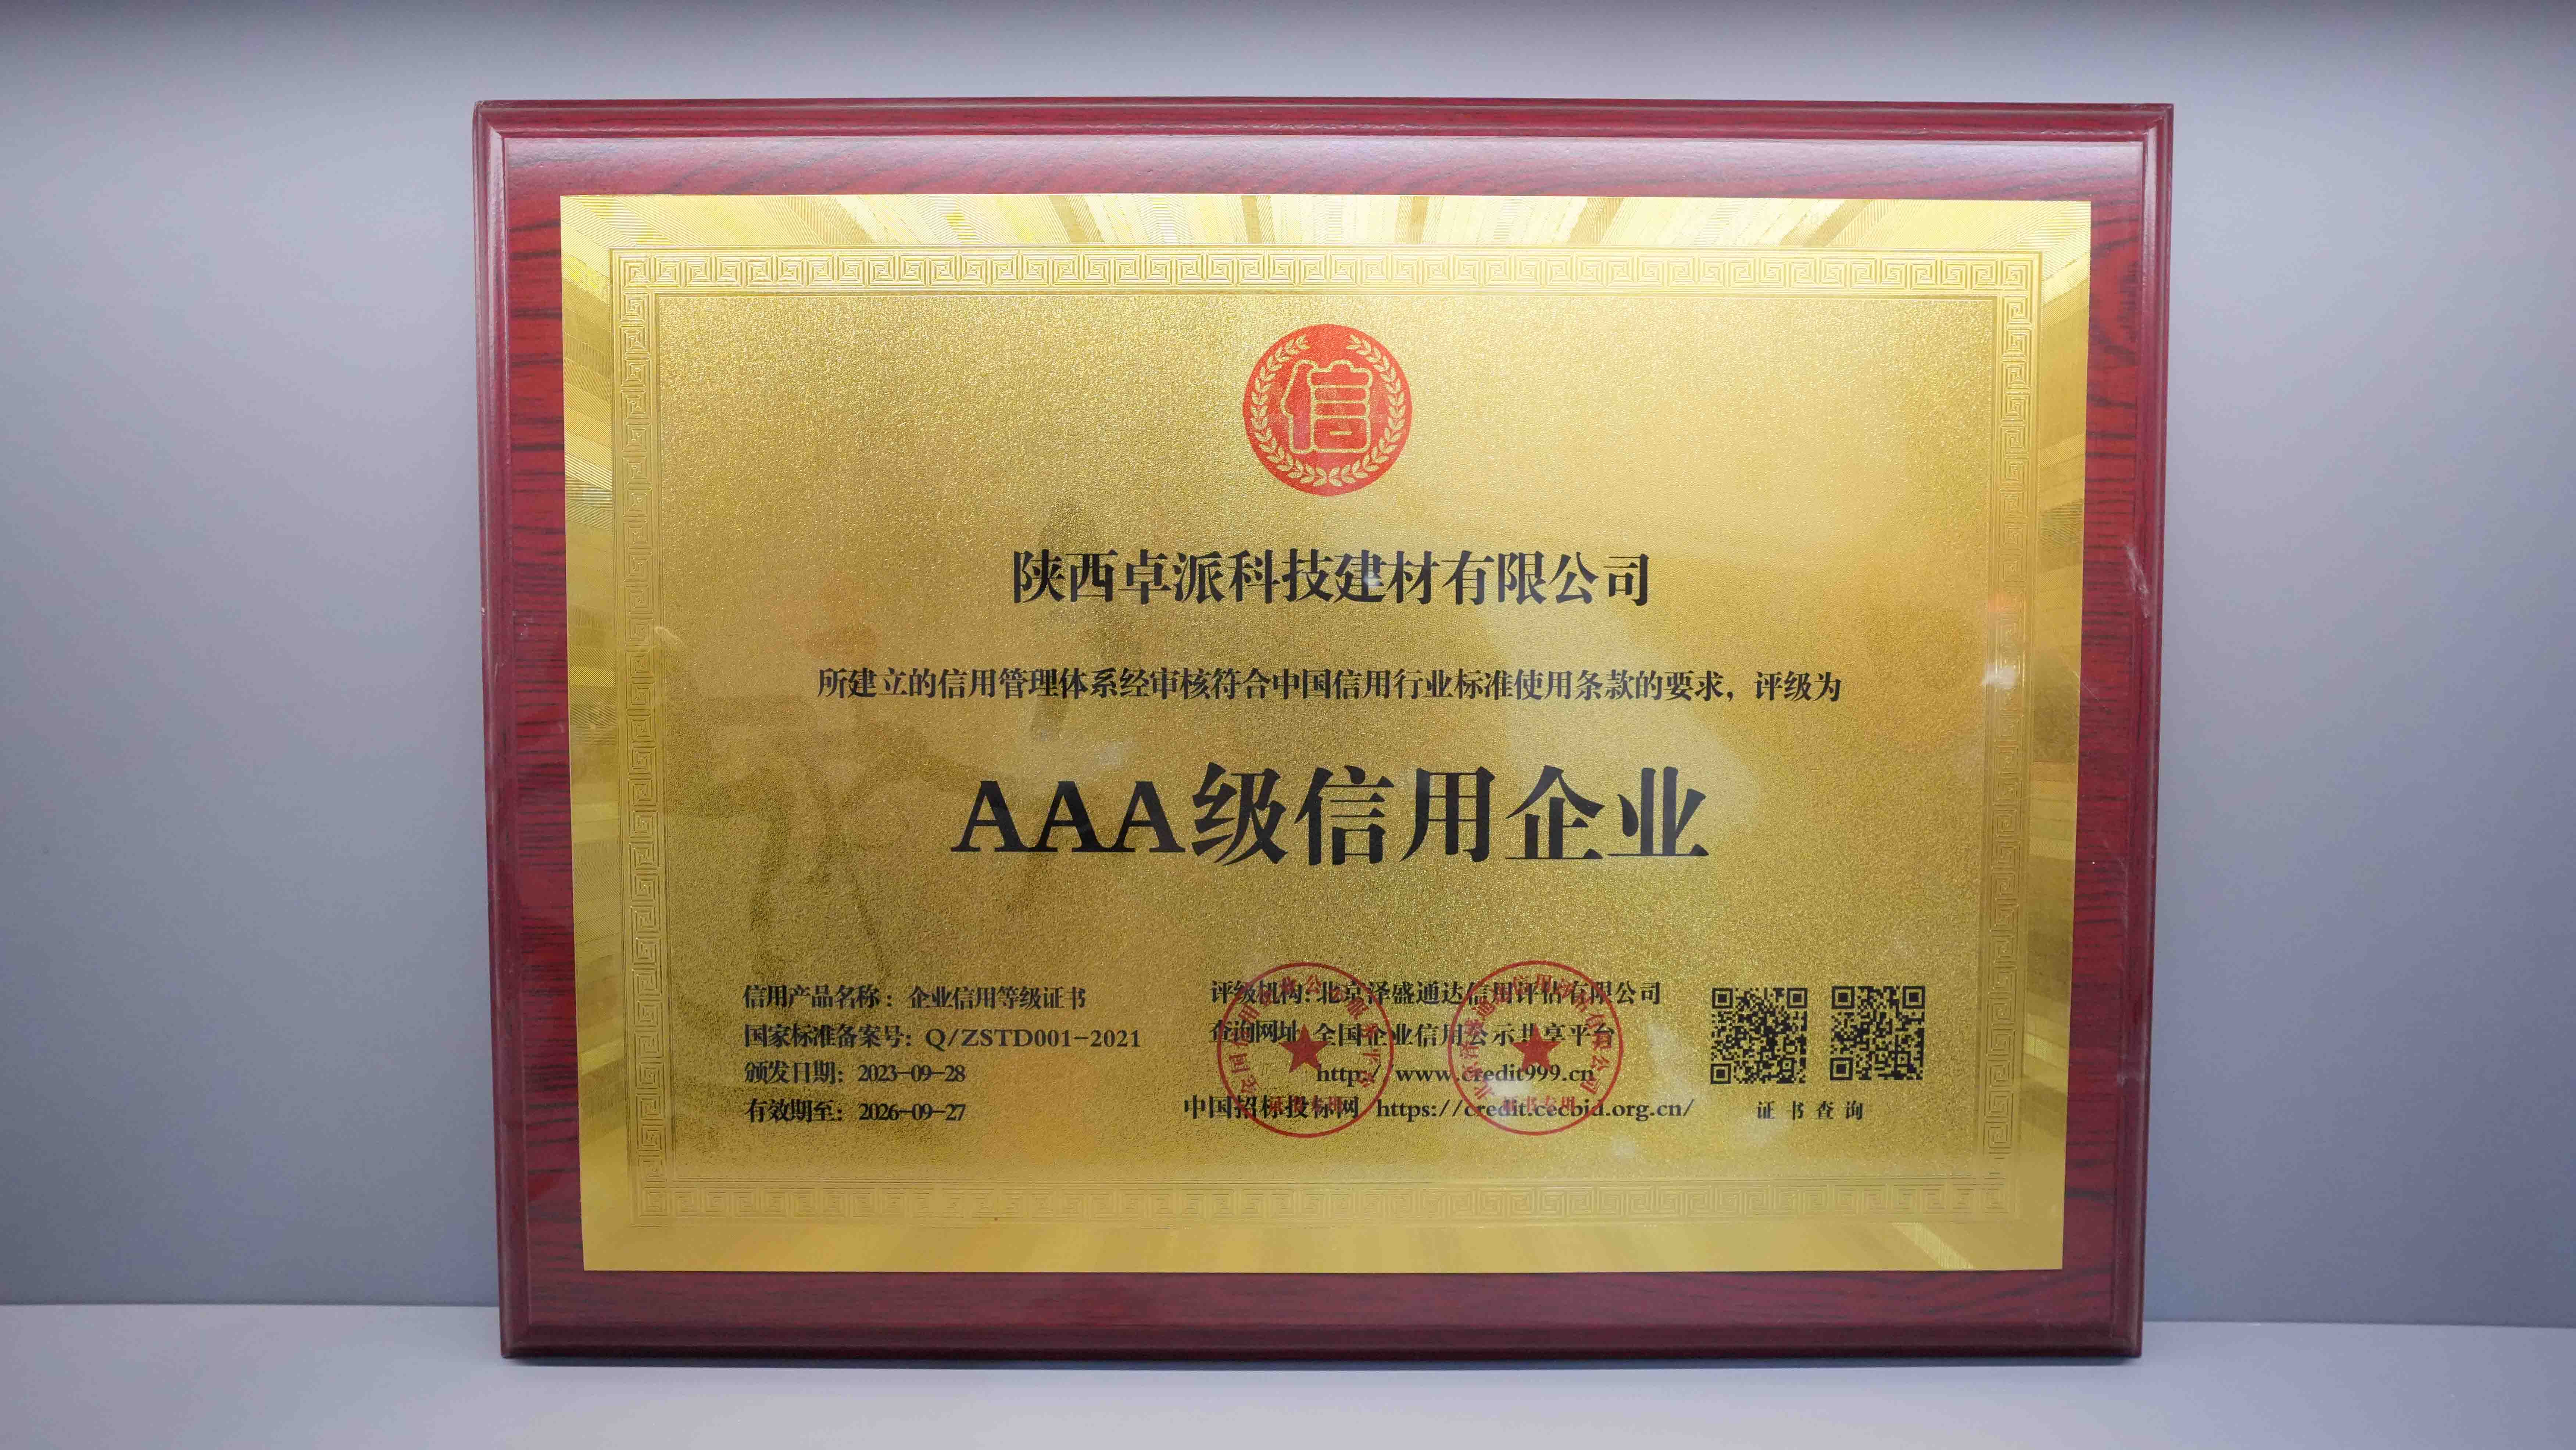 信
陕西卓派科技建材有限公司
所建立的信用管理体系经审核符合中国信用行业标准使用条款的要求，评级为
AAA级信用企业
信用产品名称：企业信用等级证书
国家标准备案号：Q/ZSTD001-2021
颁发日期：2023-09-28
有效期至：2026-09-27
评级机构：北京泽盛通达信用评估有限公司
查询网址 全国企业信用公示共享平台
http://www.credit999.cn
中国招标投标网 https://credit.cecbid.org.cn/
证书查询